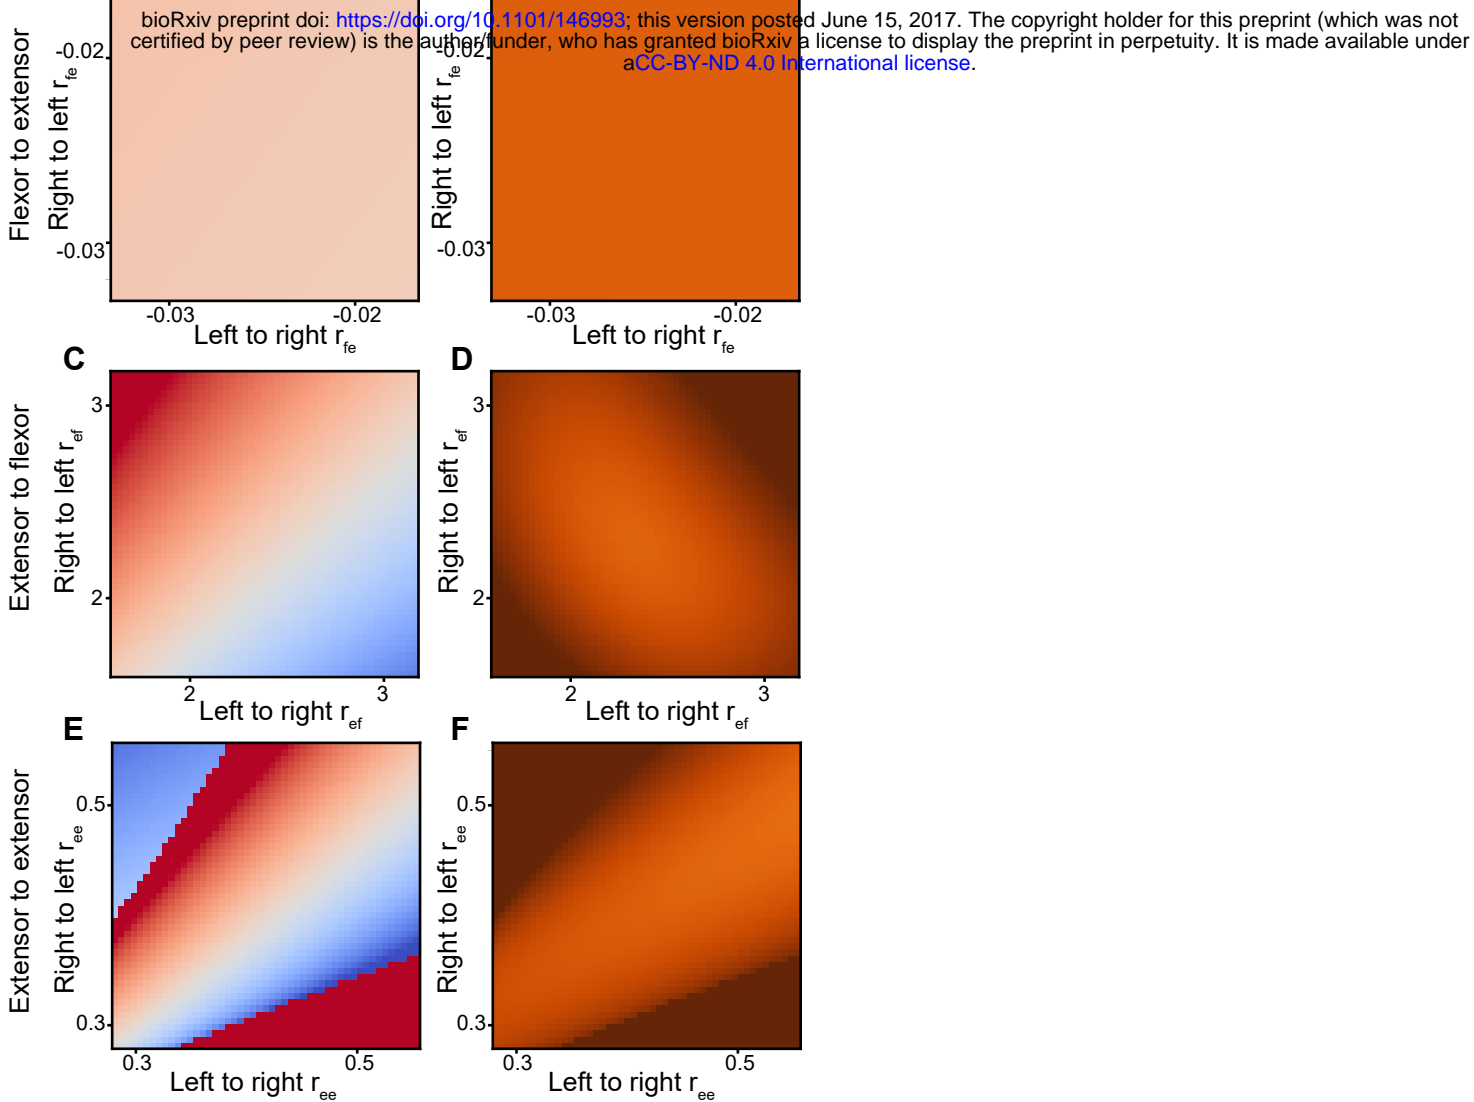 bioRxiv preprint doi: https://doi.org/10.1101/146993; this version posted June 15, 2017. The copyright holder for this preprint (which was not
certified by peer review) is the author/funder, who has granted bioRxiv a license to display the preprint in perpetuity. It is made available under
aCC-BY-ND 4.0 International license.
Flexor to extensor
Right to left rfe
-0.02
-0.03
-0.03
-0.02
Left to right rfe
Right to left rfe
-0.02
-0.03
-0.03
-0.02
Left to right rfe
C
Extensor to flexor
Right to left ref
3
2
2
3
Left to right ref
D
Right to left ref
3
2
2
3
Left to right ref
E
Extensor to extensor
Right to left ree
0.5
0.3
0.3
0.5
Left to right ree
F
Right to left ree
0.5
0.3
0.3
0.5
Left to right ree